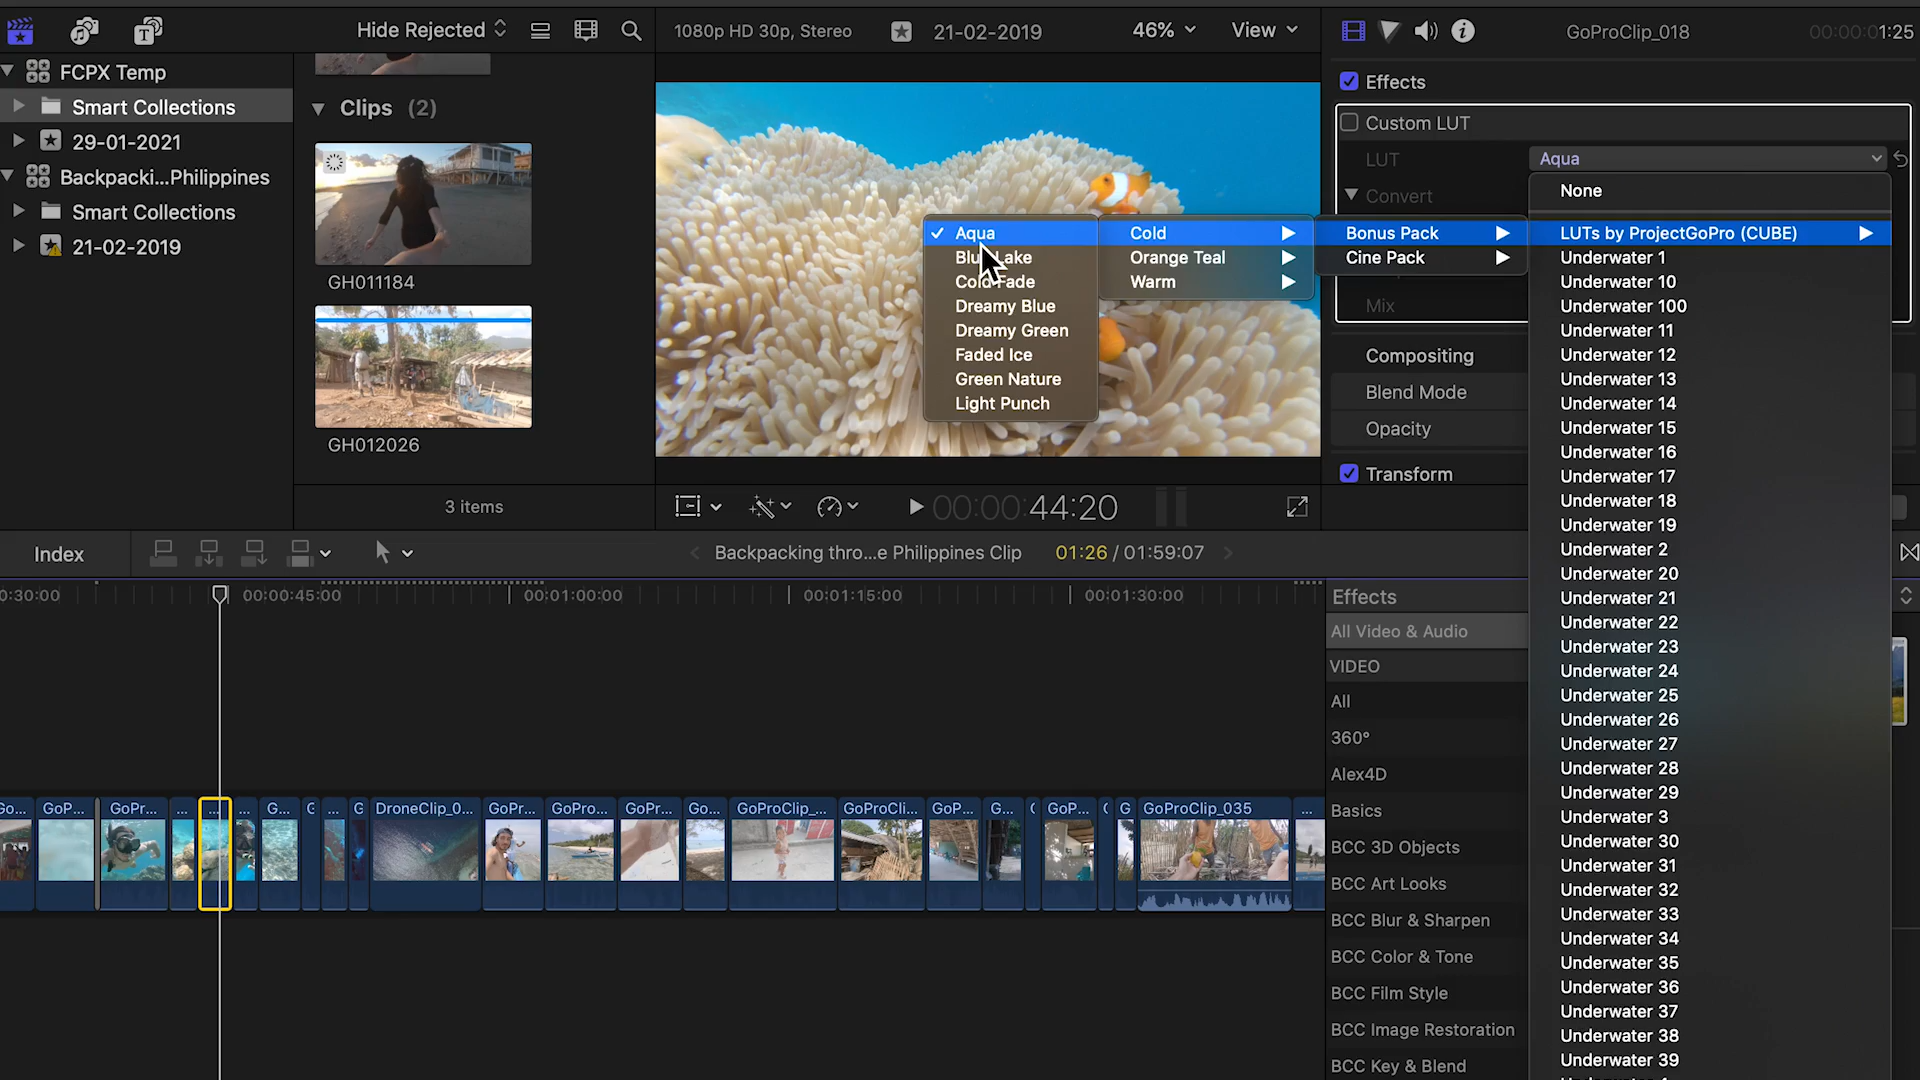 Hide Rejected
1080p HD 30p, Stereo
21-02-2019
46%
View
GoProClip_018
00:00:01:25
FCPX Temp
Smart Collections
29-01-2021
Backpacki...Philippines
Smart Collections
21-02-2019
Clips (2)
GH011184
GH012026
3 items
Effects
Custom LUT
LUT
Aqua
Convert
Mix
Compositing
Blend Mode
Opacity
Transform
Aqua
Blue Lake
Cold Fade
Dreamy Blue
Dreamy Green
Faded Ice
Green Nature
Light Punch
Cold
Orange Teal
Warm
Bonus Pack
Cine Pack
None
LUTs by ProjectGoPro (CUBE)
Underwater 1
Underwater 10
Underwater 100
Underwater 11
Underwater 12
Underwater 13
Underwater 14
Underwater 15
Underwater 16
Underwater 17
Underwater 18
Underwater 19
Underwater 2
Underwater 20
Underwater 21
Underwater 22
Underwater 23
Underwater 24
Underwater 25
Underwater 26
Underwater 27
Underwater 28
Underwater 29
Underwater 3
Underwater 30
Underwater 31
Underwater 32
Underwater 33
Underwater 34
Underwater 35
Underwater 36
Underwater 37
Underwater 38
Underwater 39
00:00:44:20
Index
Backpacking thro...e Philippines Clip
01:26 / 01:59:07
0:30:00
00:00:45:00
00:01:00:00
00:01:15:00
00:01:30:00
Go...
GoP...
GoPr...
...
...
...
G...
G
...
G
DroneClip_0...
GoPr...
GoPro...
GoPr...
Go...
GoProClip_...
GoProCli...
GoP...
G...
GoP...
G
GoProClip_035
...
Effects
All Video & Audio
VIDEO
All
360°
Alex4D
Basics
BCC 3D Objects
BCC Art Looks
BCC Blur & Sharpen
BCC Color & Tone
BCC Film Style
BCC Image Restoration
BCC Key & Blend